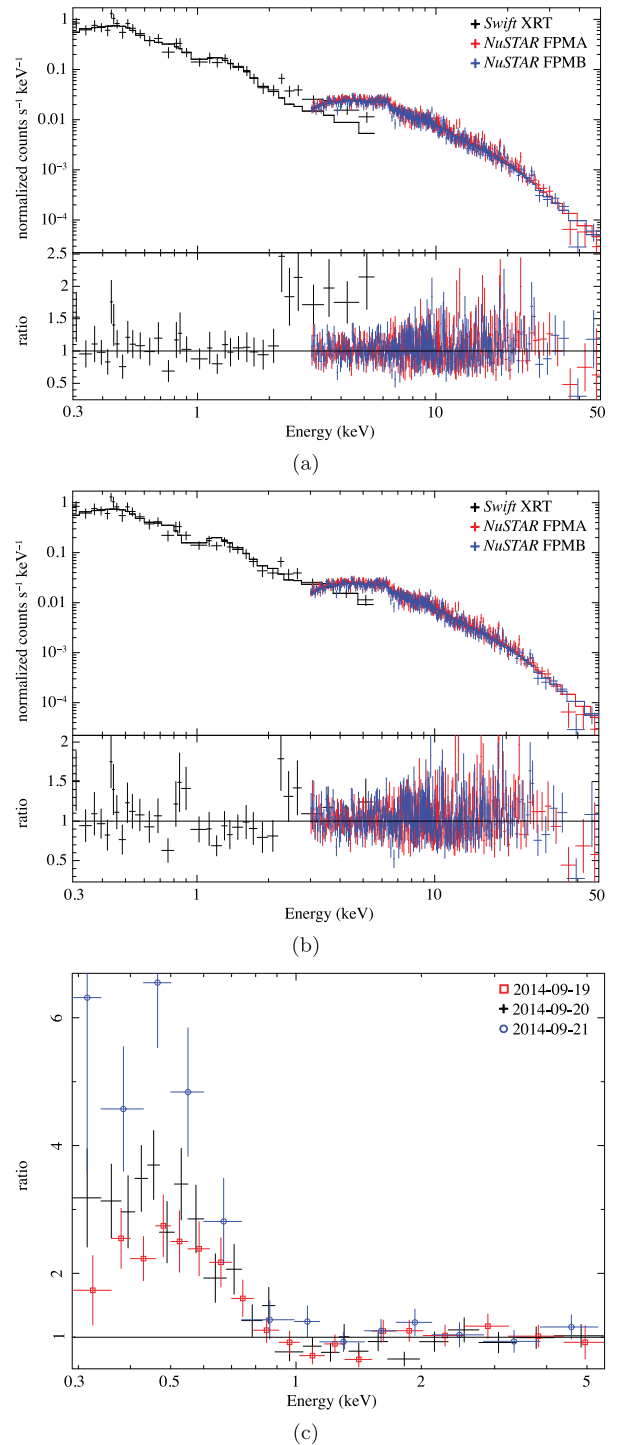 1
0.1
0.01
10⁻³
10⁻⁴
normalized counts s⁻¹ keV⁻¹
Swift XRT
NuSTAR FPMA
NuSTAR FPMB
2.5
2
1.5
1
0.5
ratio
0.3 1 10 50
Energy (keV)
(a)
1
0.1
0.01
10⁻³
10⁻⁴
normalized counts s⁻¹ keV⁻¹
Swift XRT
NuSTAR FPMA
NuSTAR FPMB
2
1.5
1
0.5
ratio
0.3 1 10 50
Energy (keV)
(b)
6
4
2
1
ratio
2014-09-19
2014-09-20
2014-09-21
0.3 0.5 1 2 5
Energy (keV)
(c)